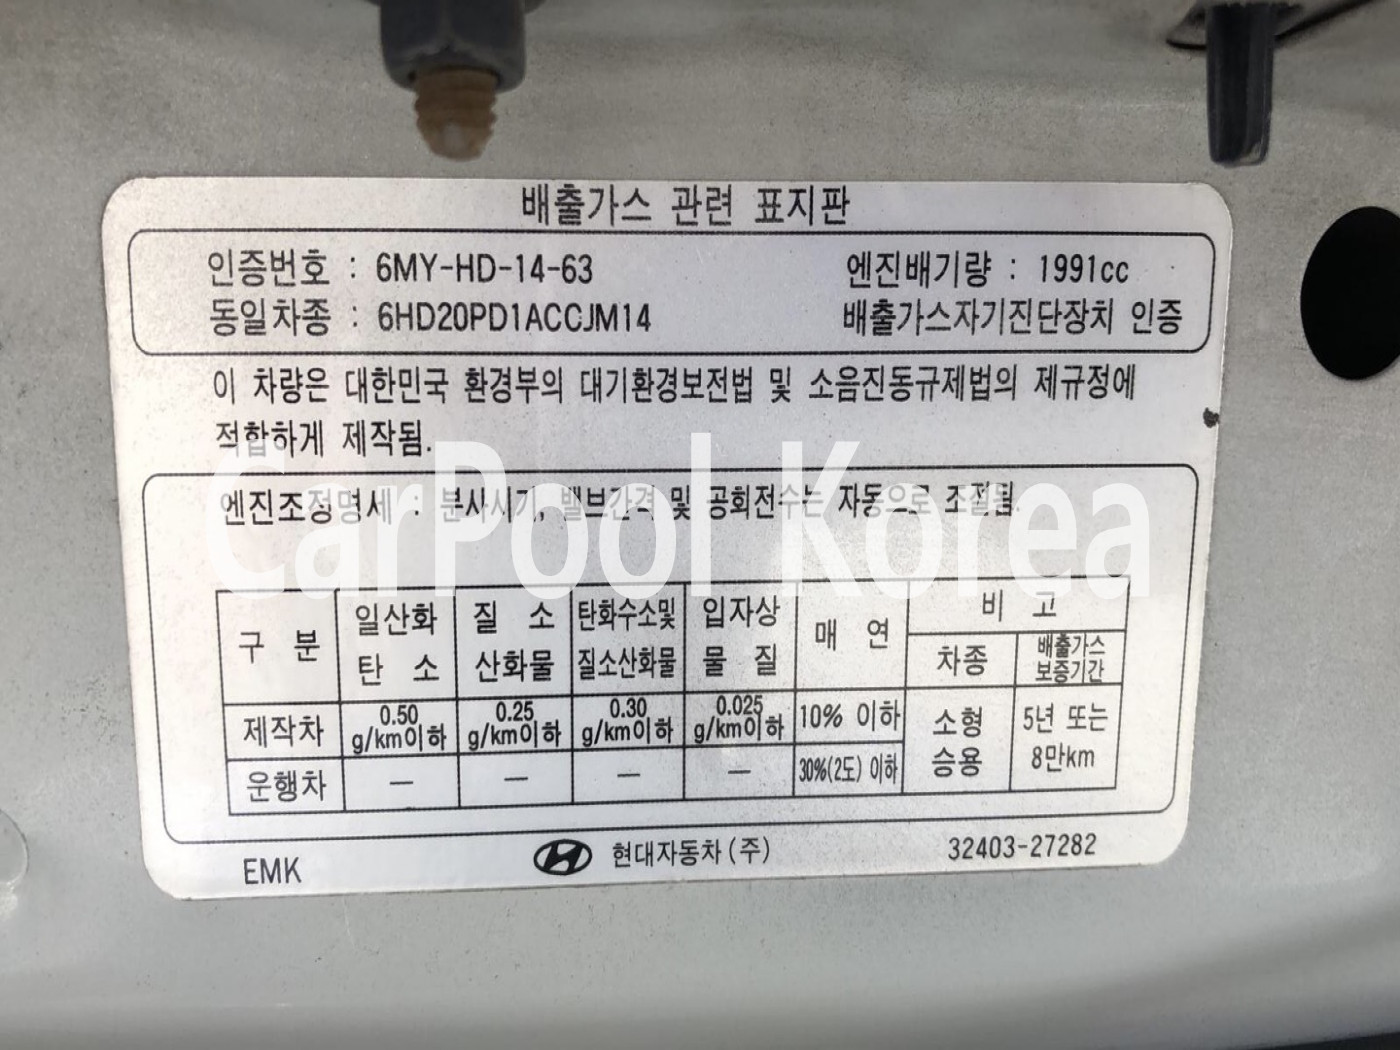 배출가스 관련 표지판
인증번호 : 6MY-HD-14-63 엔진배기량 : 1991cc
동일차종 : 6HD20PD1ACCJM14 배출가스자기진단장치 인증
이 차량은 대한민국 환경부의 대기환경보전법 및 소음진동규제법의 제규정에
적합하게 제작됨.
엔진조정명세 : 분사시기, 밸브간격 및 공회전수는 자동으로 조절됨.
CarPool Korea
구 분 일산화 탄 소 질 소 산화물 탄화수소및 질소산화물 입자상 물 질 매 연 비 고
차종 배출가스 보증기간
제작차 0.50 g/km이하 0.25 g/km이하 0.30 g/km이하 0.025 g/km이하 10% 이하 소형 승용 5년 또는 8만km
운행차 — — — — 30%(2도) 이하
EMK 현대자동차(주) 32403-27282